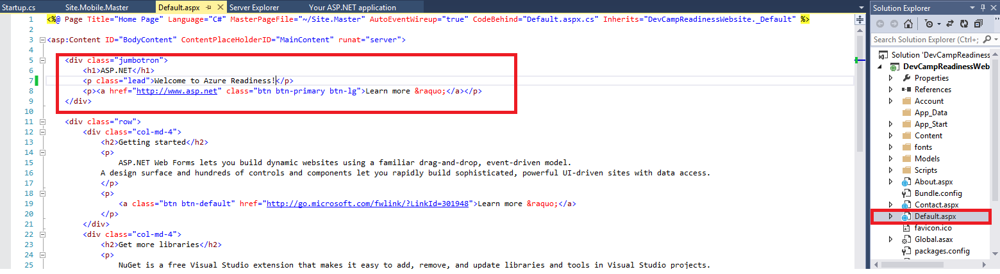 Startup.cs Site.Mobile.Master Default.aspx Server Explorer Your ASP.NET application
1 <%@ Page Title="Home Page" Language="C#" MasterPageFile="~/Site.Master" AutoEventWireup="true" CodeBehind="Default.aspx.cs" Inherits="DevCampReadinessWebsite._Default" %>
2
3 <asp:Content ID="BodyContent" ContentPlaceHolderID="MainContent" runat="server">
4
5 <div class="jumbotron">
6 <h1>ASP.NET</h1>
7 <p class="lead">Welcome to Azure Readiness!</p>
8 <p><a href="http://www.asp.net" class="btn btn-primary btn-lg">Learn more &raquo;</a></p>
9 </div>
10
11 <div class="row">
12 <div class="col-md-4">
13 <h2>Getting started</h2>
14 <p>
15 ASP.NET Web Forms lets you build dynamic websites using a familiar drag-and-drop, event-driven model.
16 A design surface and hundreds of controls and components let you rapidly build sophisticated, powerful UI-driven sites with data access.
17 </p>
18 <p>
19 <a class="btn btn-default" href="http://go.microsoft.com/fwlink/?LinkId=301948">Learn more &raquo;</a>
20 </p>
21 </div>
22 <div class="col-md-4">
23 <h2>Get more libraries</h2>
24 <p>
25 NuGet is a free Visual Studio extension that makes it easy to add, remove, and update libraries and tools in Visual Studio projects.
Solution Explorer
Search Solution Explorer (Ctrl+;
Solution 'DevCampReadiness
DevCampReadinessWeb
Properties
References
Account
App_Data
App_Start
Content
fonts
Models
Scripts
About.aspx
Bundle.config
Contact.aspx
Default.aspx
favicon.ico
Global.asax
packages.config